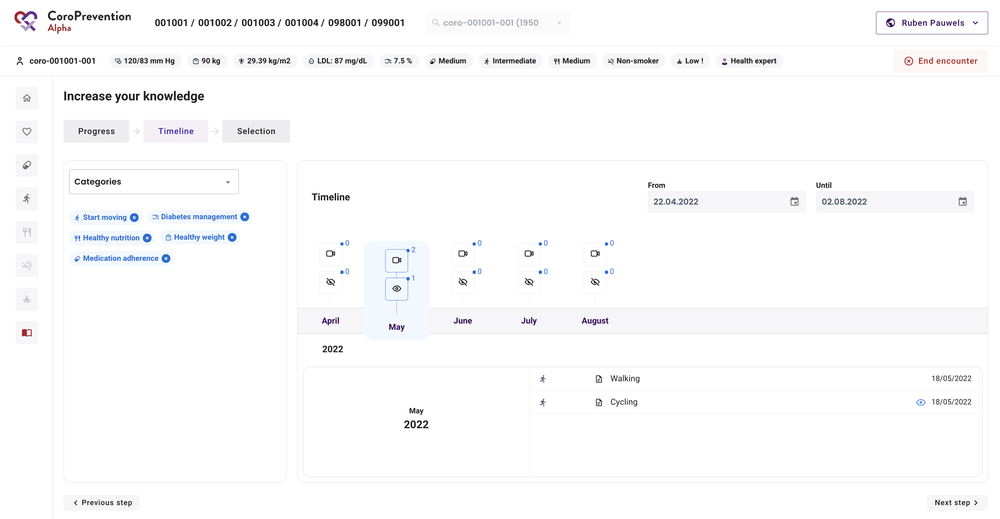 CoroPrevention
Alpha
001001 / 001002 / 001003 / 001004 / 098001 / 099001
coro-001001-001 (1950)
Ruben Pauwels
coro-001001-001
120/83 mm Hg
90 kg
29.39 kg/m2
LDL: 87 mg/dL
7.5 %
Medium
Intermediate
Medium
Non-smoker
Low !
Health expert
End encounter
Increase your knowledge
Progress
Timeline
Selection
Categories
Start moving
Diabetes management
Healthy nutrition
Healthy weight
Medication adherence
Timeline
From
22.04.2022
Until
02.08.2022
0
2
0
0
0
0
1
0
0
0
April
May
June
July
August
2022
May
2022
Walking
18/05/2022
Cycling
18/05/2022
Previous step
Next step